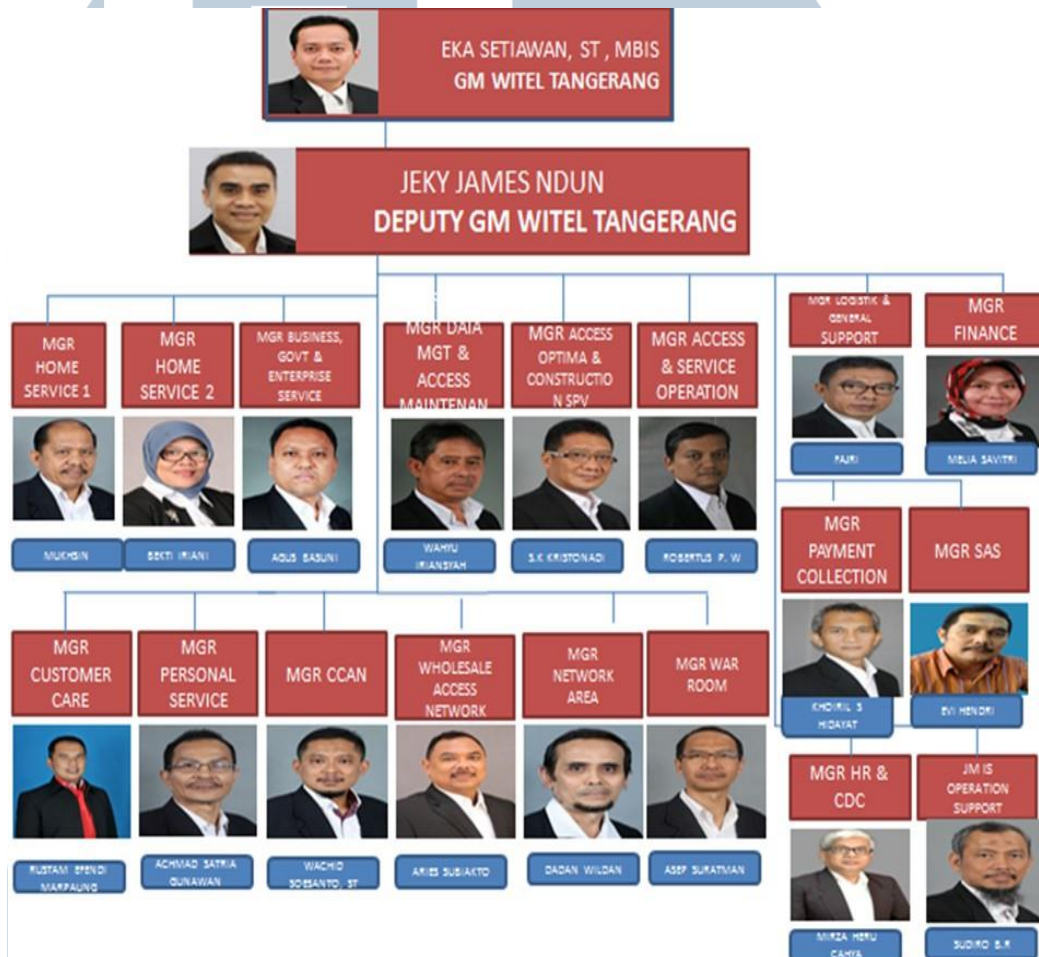 EKA SETIAWAN, ST , MBIS
GM WITEL TANGERANG
JEKY JAMES NDUN
DEPUTY GM WITEL TANGERANG
MGR
HOME
SERVICE 1
MGR
HOME
SERVICE 2
MGR BUSINESS,
GOVT &
ENTERPRISE
SERVICE
MGR DATA
MGT &
ACCESS
MAINTENAN
MGR ACCESS
OPTIMA &
CONSTRUCTIO
N SPV
MGR ACCESS
& SERVICE
OPERATION
MGR LOGISTIK &
GENERAL
SUPPORT
MGR
FINANCE
MUKHSIN
BEKTI IRIANI
AGUS BASUNI
WAHYU
IRIANSYAH
S.K KRISTONADI
ROBERTUS P. W
FAJRI
MELIA SAVITRI
MGR
PAYMENT
COLLECTION
MGR SAS
KHOIRIL S
HIDAYAT
EVI HENDRI
MGR
CUSTOMER
CARE
MGR
PERSONAL
SERVICE
MGR CCAN
MGR
WHOLESALE
ACCESS
NETWORK
MGR
NETWORK
AREA
MGR WAR
ROOM
MGR HR &
CDC
JM IS
OPERATION
SUPPORT
RUSTAM EFENDI
MARPAUNG
ACHMAD SATRIA
GUNAWAN
WACHID
SOESANTO, ST
ARIES SUBIAKTO
DADAN WILDAN
ASEP SURATMAN
MIRZA HERU
CAHYA
SUDIRO B.R